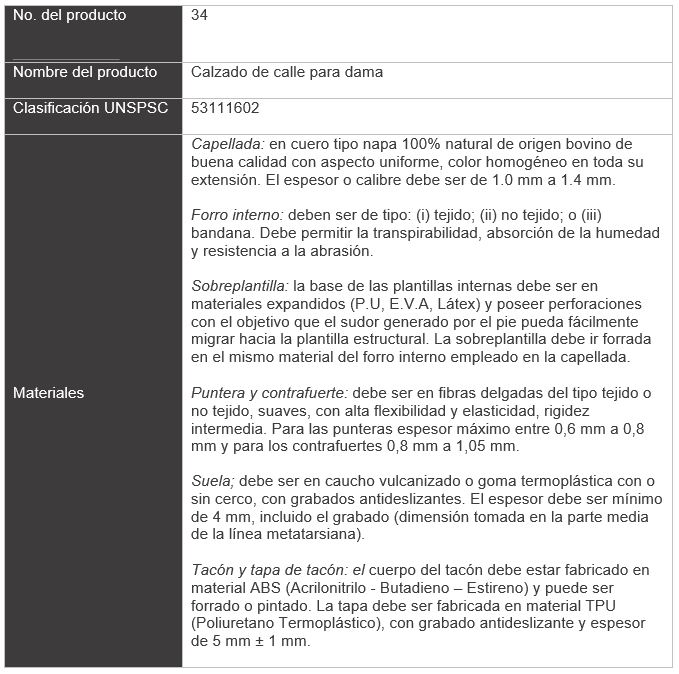 No. del producto
34
Nombre del producto
Calzado de calle para dama
Clasificación UNSPSC
53111602
Materiales
Capellada: en cuero tipo napa 100% natural de origen bovino de
buena calidad con aspecto uniforme, color homogéneo en toda su
extensión. El espesor o calibre debe ser de 1.0 mm a 1.4 mm.
Forro interno: deben ser de tipo: (i) tejido; (ii) no tejido; o (iii)
bandana. Debe permitir la transpirabilidad, absorción de la humedad
y resistencia a la abrasión.
Sobreplantilla: la base de las plantillas internas debe ser en
materiales expandidos (P.U, E.V.A, Látex) y poseer perforaciones
con el objetivo que el sudor generado por el pie pueda fácilmente
migrar hacia la plantilla estructural. La sobreplantilla debe ir forrada
en el mismo material del forro interno empleado en la capellada.
Puntera y contrafuerte: debe ser en fibras delgadas del tipo tejido o
no tejido, suaves, con alta flexibilidad y elasticidad, rigidez
intermedia. Para las punteras espesor máximo entre 0,6 mm a 0,8
mm y para los contrafuertes 0,8 mm a 1,05 mm.
Suela; debe ser en caucho vulcanizado o goma termoplástica con o
sin cerco, con grabados antideslizantes. El espesor debe ser mínimo
de 4 mm, incluido el grabado (dimensión tomada en la parte media
de la línea metatarsiana).
Tacón y tapa de tacón: el cuerpo del tacón debe estar fabricado en
material ABS (Acrilonitrilo - Butadieno – Estireno) y puede ser
forrado o pintado. La tapa debe ser fabricada en material TPU
(Poliuretano Termoplástico), con grabado antideslizante y espesor
de 5 mm ± 1 mm.